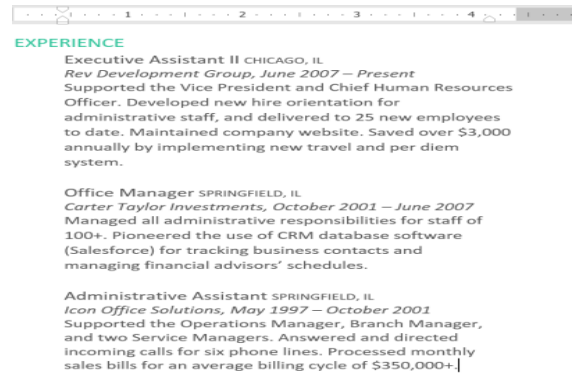 1 2 3 4
EXPERIENCE
Executive Assistant II CHICAGO, IL
Rev Development Group, June 2007 – Present
Supported the Vice President and Chief Human Resources
Officer. Developed new hire orientation for
administrative staff, and delivered to 25 new employees
to date. Maintained company website. Saved over $3,000
annually by implementing new travel and per diem
system.
Office Manager SPRINGFIELD, IL
Carter Taylor Investments, October 2001 – June 2007
Managed all administrative responsibilities for staff of
100+. Pioneered the use of CRM database software
(Salesforce) for tracking business contacts and
managing financial advisors’ schedules.
Administrative Assistant SPRINGFIELD, IL
Icon Office Solutions, May 1997 – October 2001
Supported the Operations Manager, Branch Manager,
and two Service Managers. Answered and directed
incoming calls for six phone lines. Processed monthly
sales bills for an average billing cycle of $350,000+.